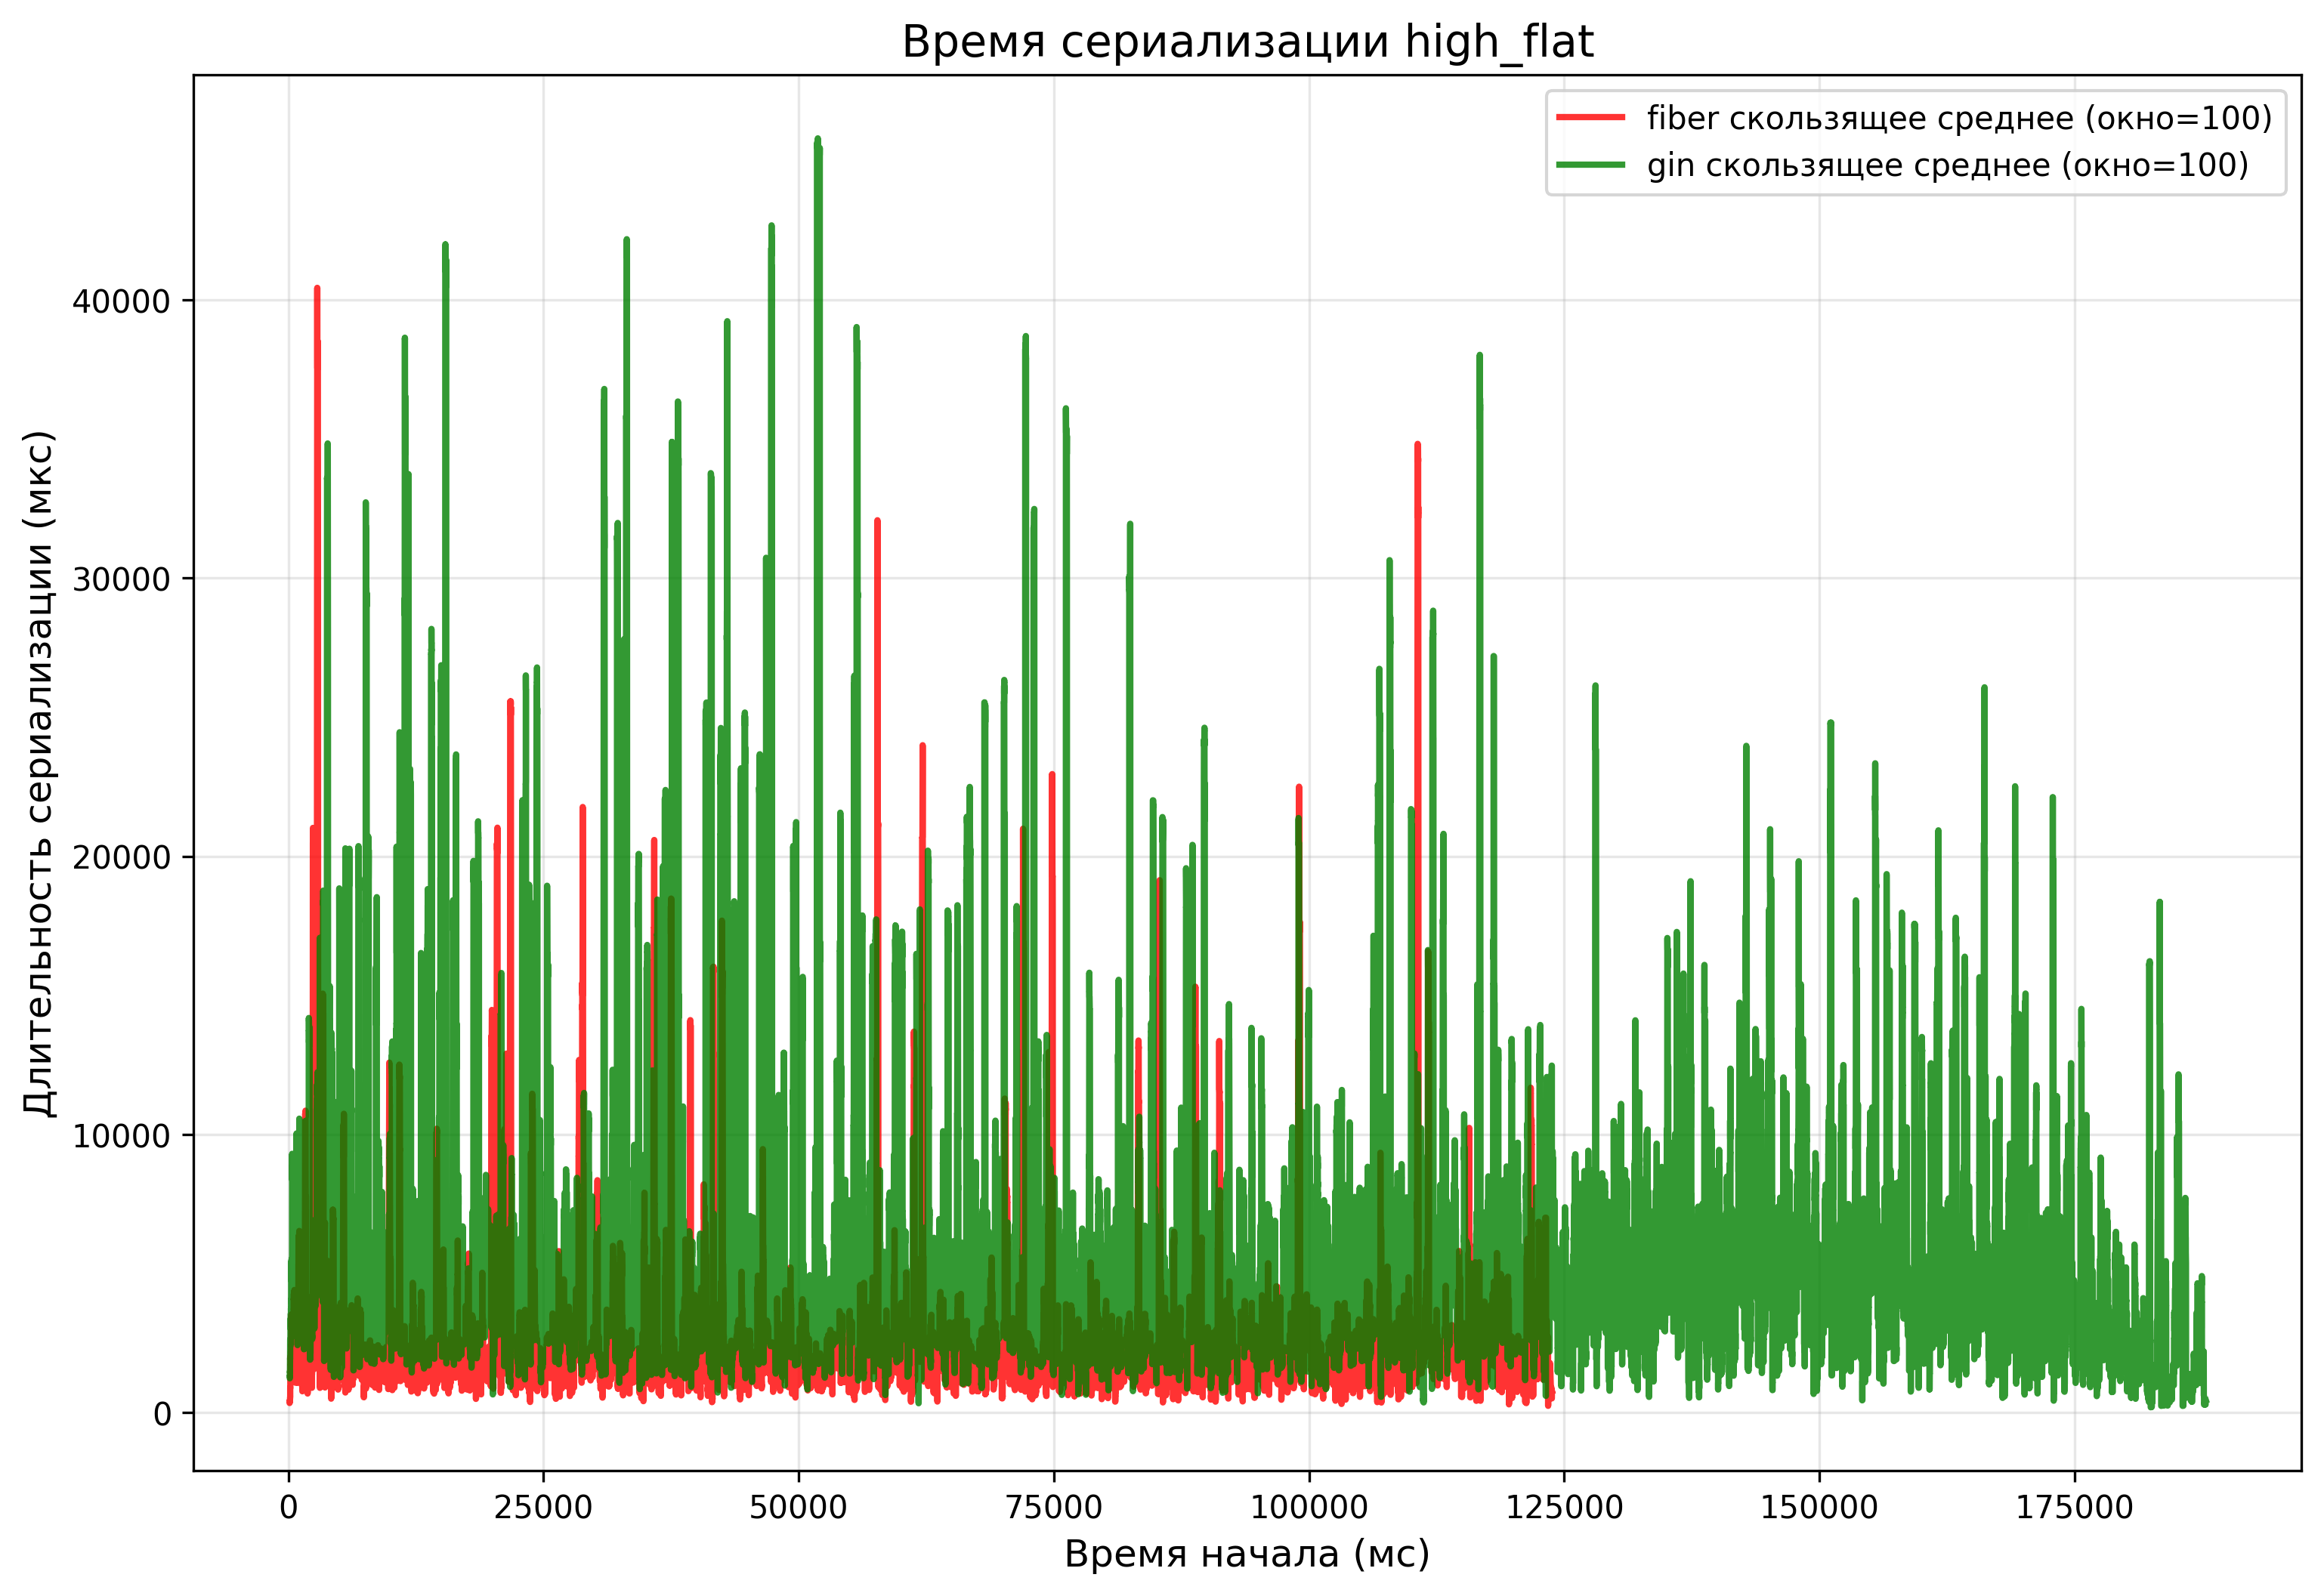 Время сериализации high_flat
fiber скользящее среднее (окно=100)
gin скользящее среднее (окно=100)
Длительность сериализации (мкс)
40000
30000
20000
10000
0
0 25000 50000 75000 100000 125000 150000 175000
Время начала (мс)